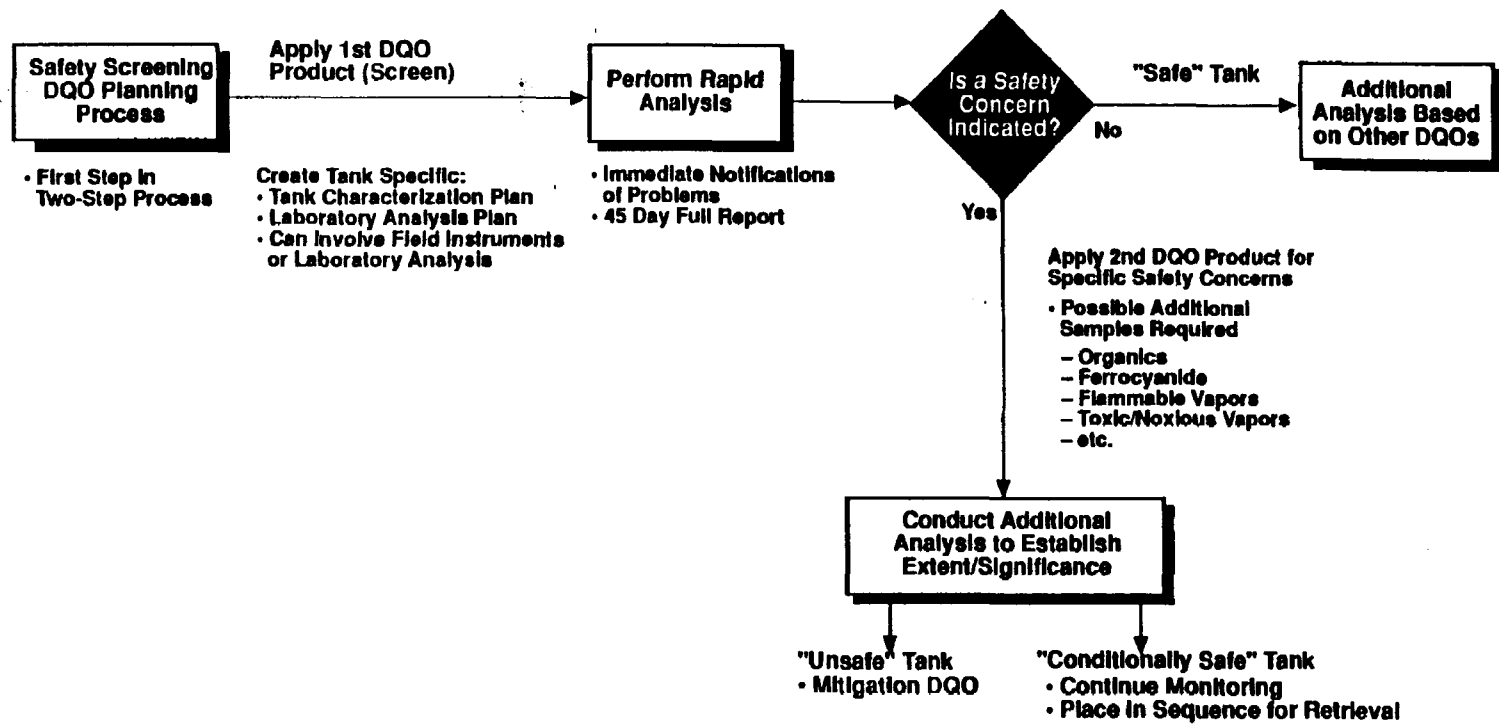 Safety Screening
DQO Planning
Process
• First Step in
Two-Step Process
Apply 1st DQO
Product (Screen)
Create Tank Specific:
• Tank Characterization Plan
• Laboratory Analysis Plan
• Can Involve Field Instruments
or Laboratory Analysis
Perform Rapid
Analysis
• Immediate Notifications
of Problems
• 45 Day Full Report
Is a Safety
Concern
Indicated?
"Safe" Tank
No
Additional
Analysis Based
on Other DQOs
Yes
Apply 2nd DQO Product for
Specific Safety Concerns
• Possible Additional
Samples Required
– Organics
– Ferrocyanide
– Flammable Vapors
– Toxic/Noxious Vapors
– etc.
Conduct Additional
Analysis to Establish
Extent/Significance
"Unsafe" Tank
• Mitigation DQO
"Conditionally Safe" Tank
• Continue Monitoring
• Place in Sequence for Retrieval